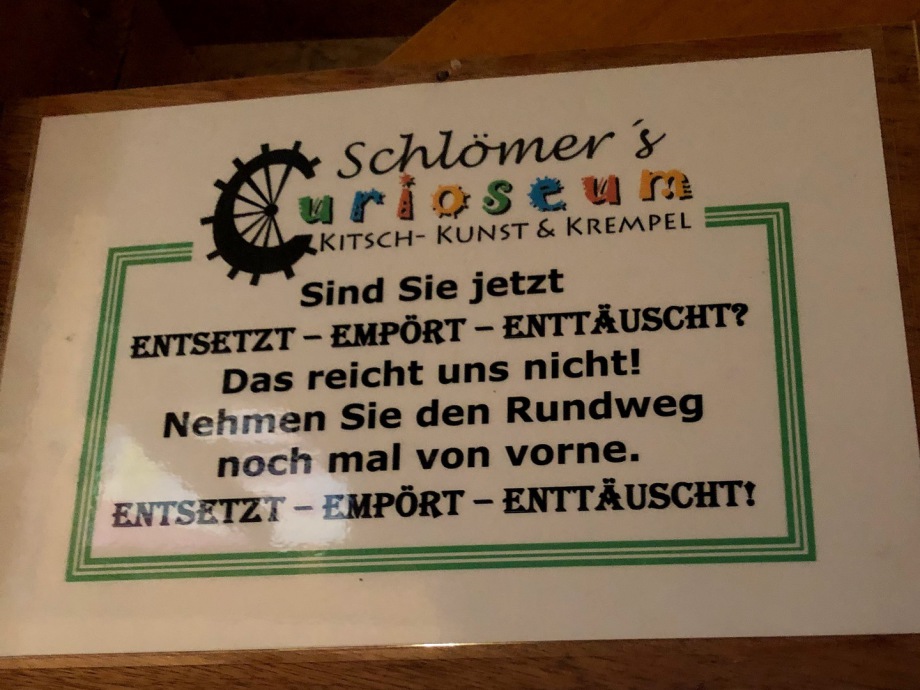 Schlömer´s
Curioseum
KITSCH- KUNST & KREMPEL
Sind Sie jetzt
ENTSETZT – EMPÖRT – ENTTÄUSCHT?
Das reicht uns nicht!
Nehmen Sie den Rundweg
noch mal von vorne.
ENTSETZT – EMPÖRT – ENTTÄUSCHT!